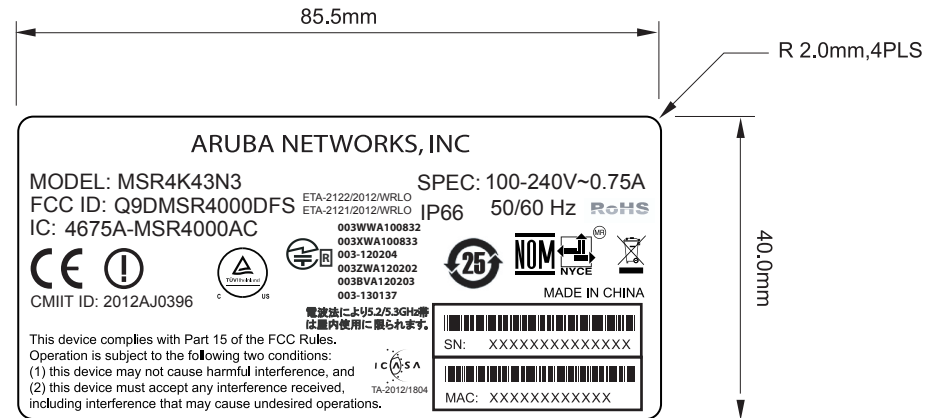 85.5mm
R 2.0mm,4PLS
40.0mm
ARUBA NETWORKS, INC
MODEL: MSR4K43N3
SPEC: 100-240V~0.75A
FCC ID: Q9DMSR4000DFS
ETA-2122/2012/WRLO
ETA-2121/2012/WRLO
IP66
50/60 Hz
RoHS
IC: 4675A-MSR4000AC
CE
TÜVRheinland
C US
R
003WWA100832
003XWA100833
003-120204
003ZWA120202
003BVA120203
003-130137
25
NOM
NYCE
MR
CMIIT ID: 2012AJ0396
MADE IN CHINA
電波法により5.2/5.3GHz帯
は屋内使用に限られます。
This device complies with Part 15 of the FCC Rules.
Operation is subject to the following two conditions:
(1) this device may not cause harmful interference, and
(2) this device must accept any interference received,
including interference that may cause undesired operations.
ICASA
TA-2012/1804
SN: XXXXXXXXXXXXXX
MAC: XXXXXXXXXXXX